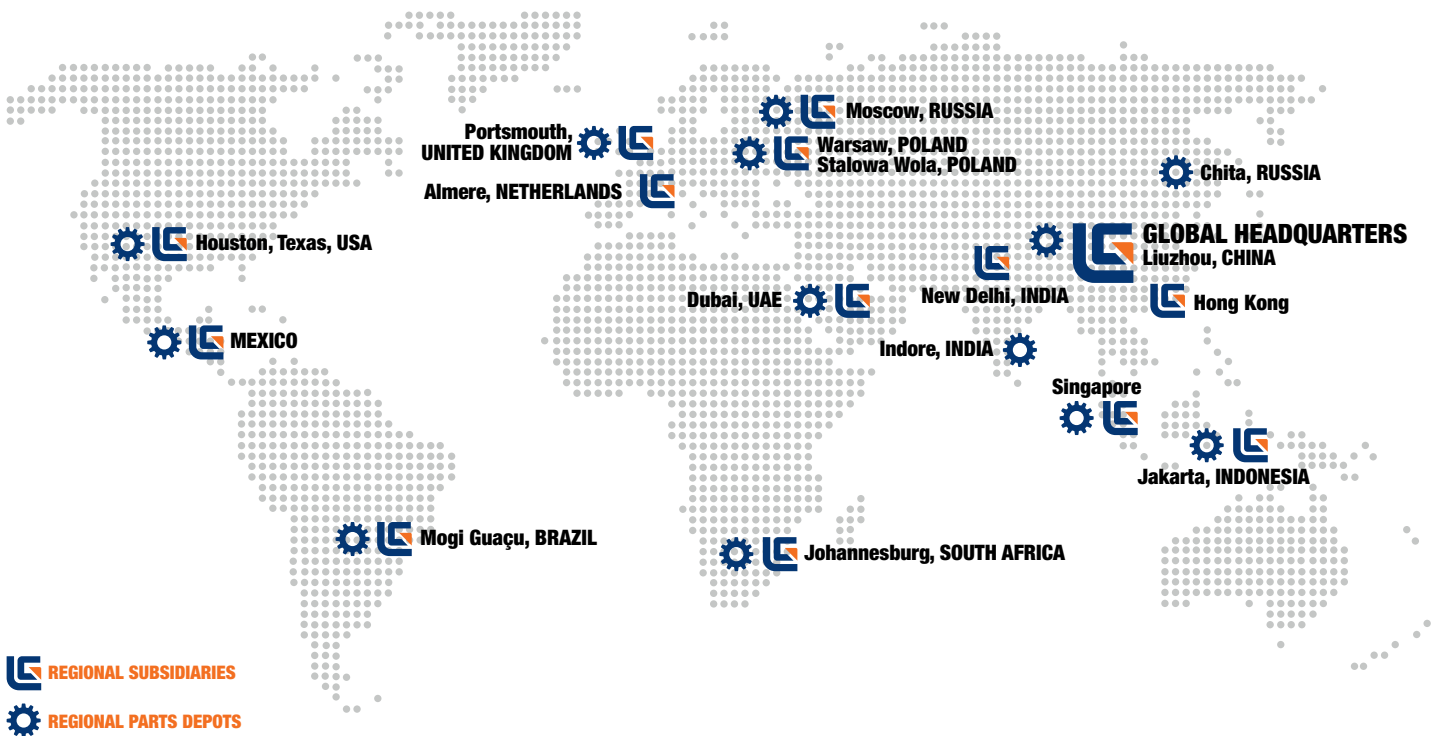 Moscow, RUSSIA
Portsmouth,
UNITED KINGDOM
Warsaw, POLAND
Stalowa Wola, POLAND
Chita, RUSSIA
Almere, NETHERLANDS
Houston, Texas, USA
GLOBAL HEADQUARTERS
Liuzhou, CHINA
New Delhi, INDIA
Dubai, UAE
Hong Kong
MEXICO
Indore, INDIA
Singapore
Jakarta, INDONESIA
Mogi Guaçu, BRAZIL
Johannesburg, SOUTH AFRICA
REGIONAL SUBSIDIARIES
REGIONAL PARTS DEPOTS